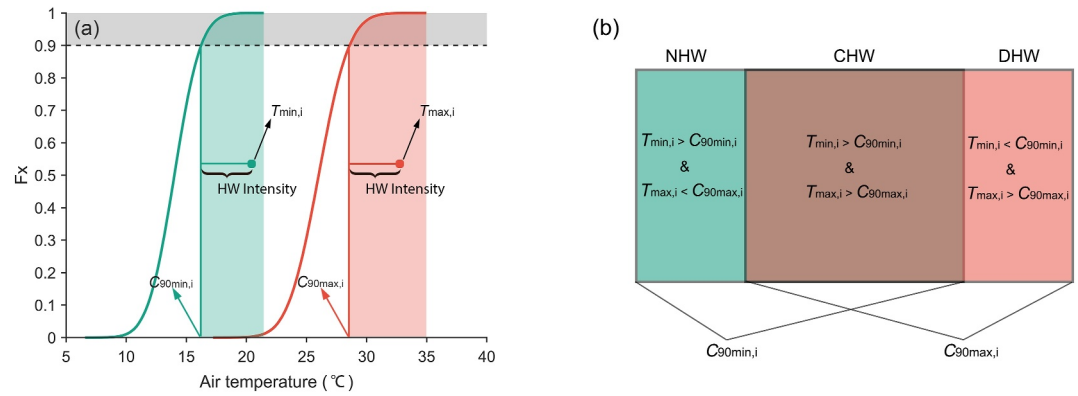 (a)
Fx
1
0.9
0.8
0.7
0.6
0.5
0.4
0.3
0.2
0.1
0
5 10 15 20 25 30 35 40
Air temperature (℃)
Tmin,i
HW Intensity
C90min,i
Tmax,i
HW Intensity
C90max,i
(b)
NHW CHW DHW
Tmin,i > C90min,i
&
Tmax,i < C90max,i
Tmin,i > C90min,i
&
Tmax,i > C90max,i
Tmin,i < C90min,i
&
Tmax,i > C90max,i
C90min,i C90max,i